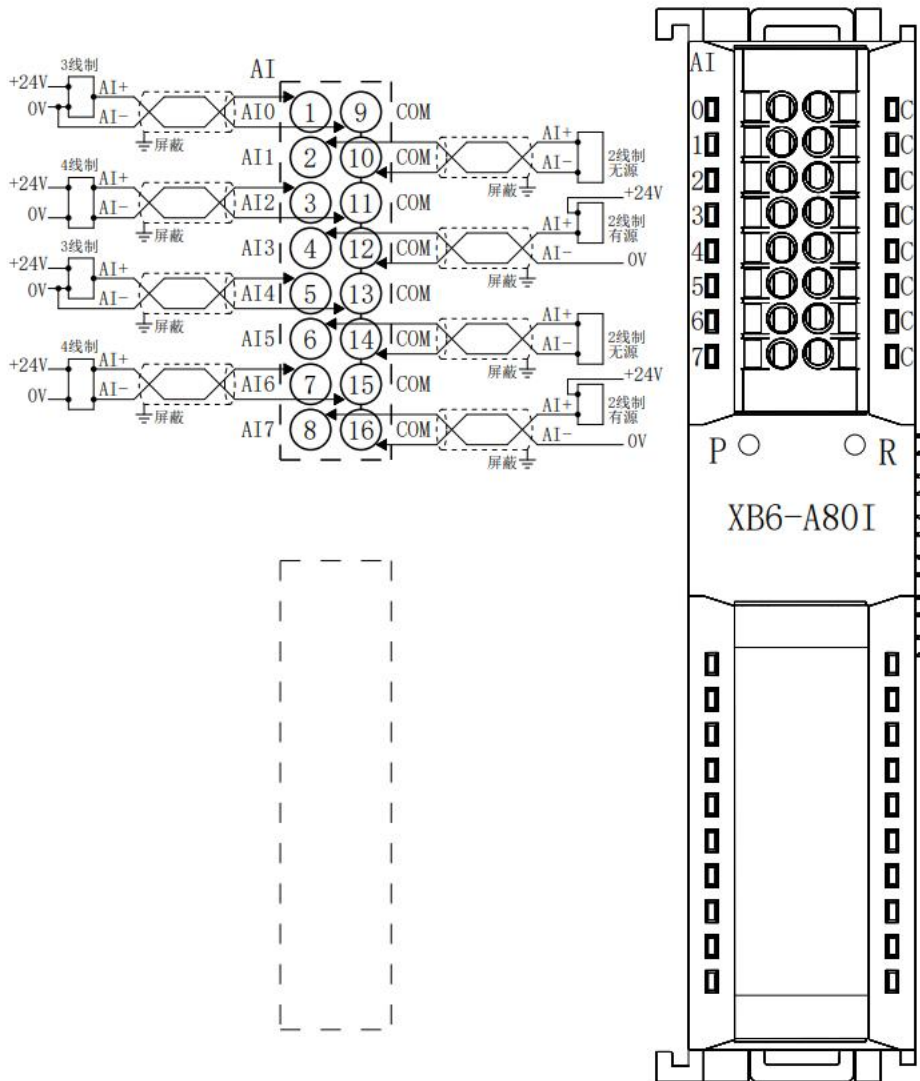 AI
3线制
+24V
0V
AI+
AI-
屏蔽
AI0
1
9
COM
AI1
2
10
COM
AI+
AI-
2线制
无源
屏蔽
4线制
+24V
0V
AI+
AI-
屏蔽
AI2
3
11
COM
AI3
4
12
COM
+24V
AI+
AI-
2线制
有源
0V
屏蔽
3线制
+24V
0V
AI+
AI-
屏蔽
AI4
5
13
COM
AI5
6
14
COM
AI+
AI-
2线制
无源
屏蔽
4线制
+24V
0V
AI+
AI-
屏蔽
AI6
7
15
COM
AI7
8
16
COM
+24V
AI+
AI-
2线制
有源
0V
屏蔽
AI
0 C
1 C
2 C
3 C
4 C
5 C
6 C
7 C
P R
XB6-A80I